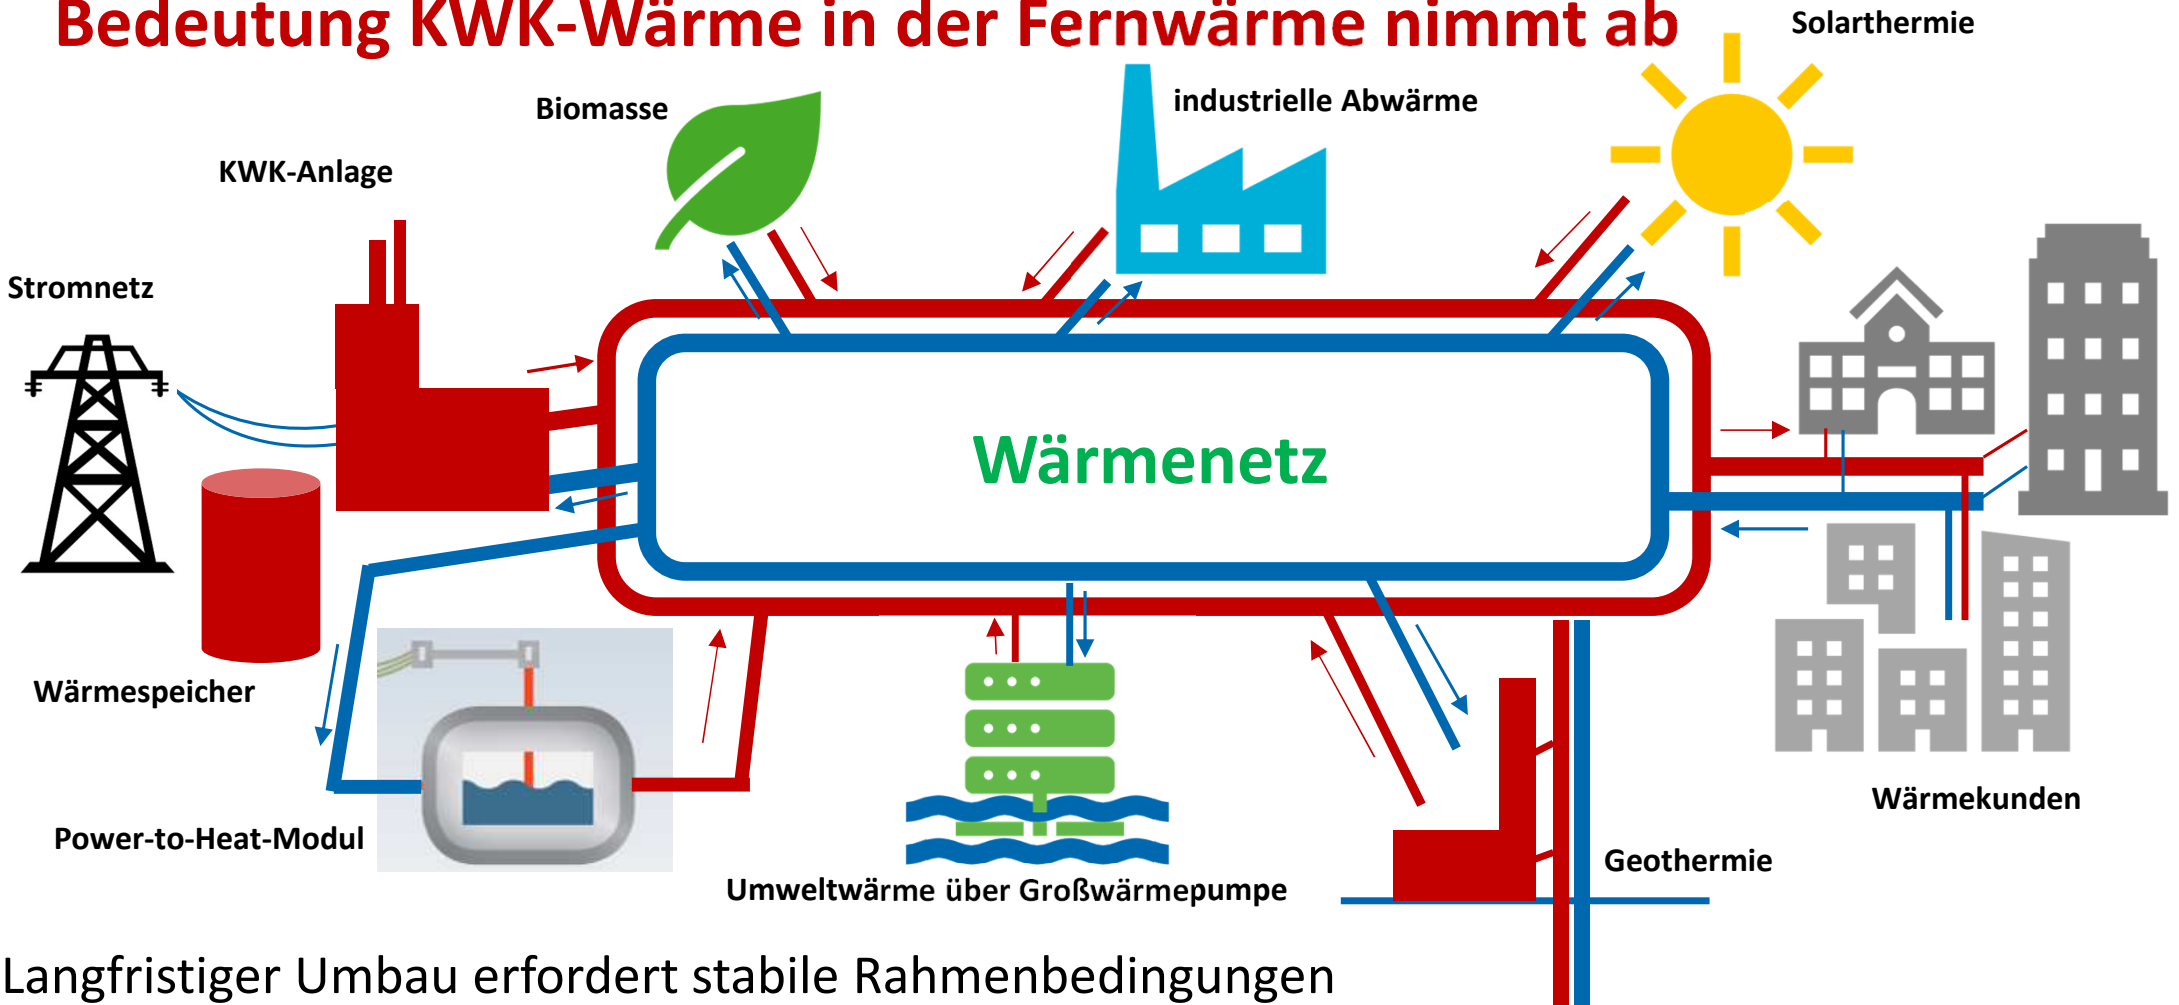 Bedeutung KWK-Wärme in der Fernwärme nimmt ab
Solarthermie
Biomasse
industrielle Abwärme
KWK-Anlage
Stromnetz
Wärmenetz
Wärmespeicher
Power-to-Heat-Modul
Wärmekunden
Geothermie
Umweltwärme über Großwärmepumpe
Langfristiger Umbau erfordert stabile Rahmenbedingungen